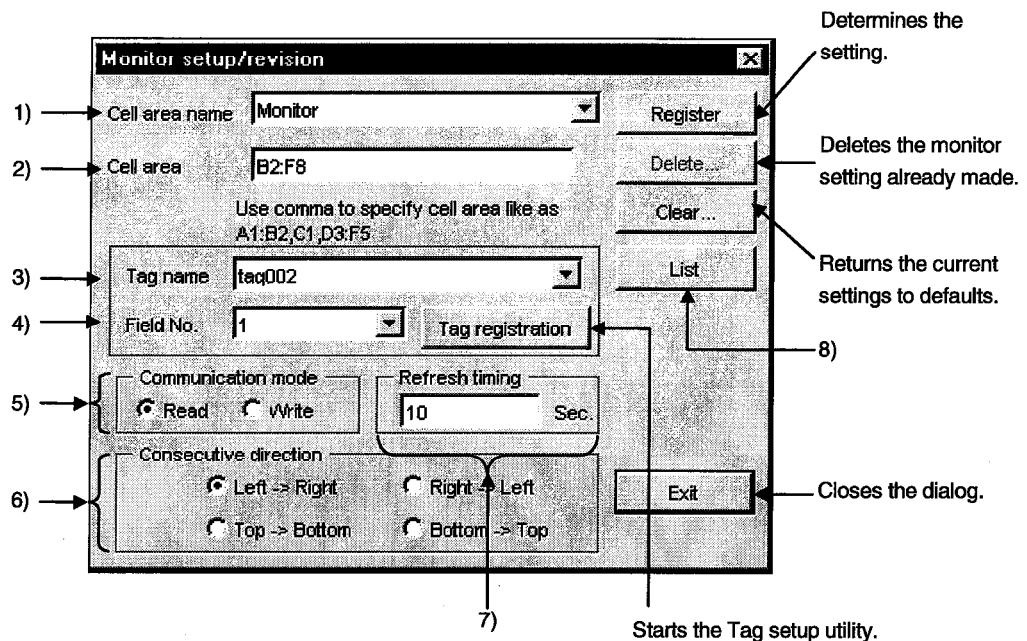 Determines the
setting.
Monitor setup/revision
1)
Cell area name
Monitor
Register
2)
Cell area
B2:F8
Delete...
Deletes the monitor
setting already made.
Use comma to specify cell area like as
A1:B2,C1,D3:F5
Clear...
3)
Tag name
tag002
List
Returns the current
settings to defaults.
4)
Field No.
1
Tag registration
8)
5)
Communication mode
Read
Write
Refresh timing
10
Sec.
6)
Consecutive direction
Left -> Right
Right -> Left
Top -> Bottom
Bottom -> Top
Exit
Closes the dialog.
7)
Starts the Tag setup utility.